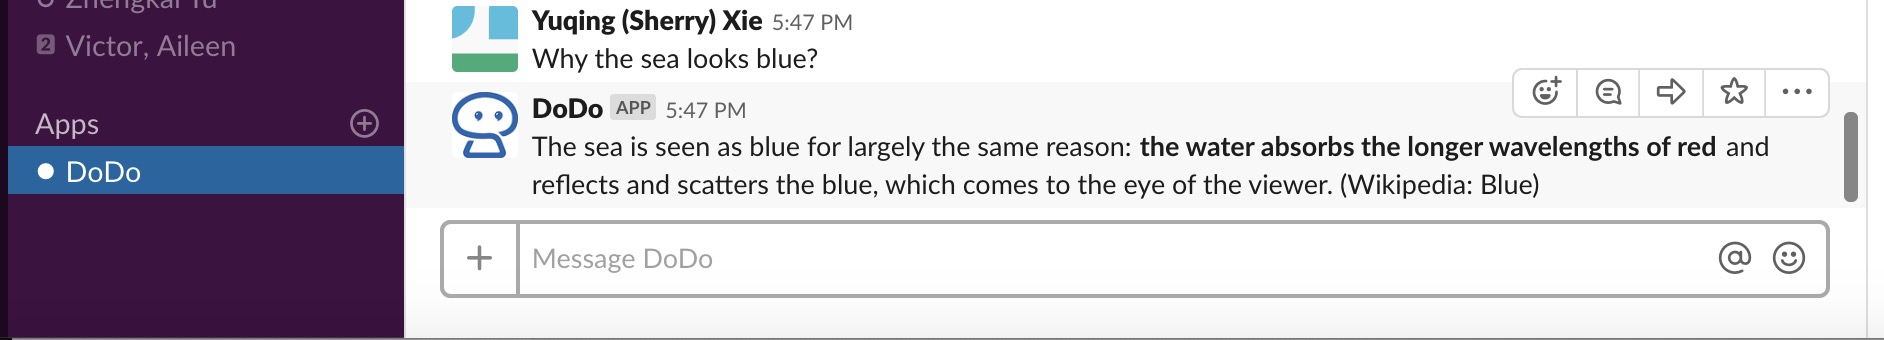 Zhengkai Yu
2 Victor, Aileen
Apps
DoDo
Yuqing (Sherry) Xie 5:47 PM
Why the sea looks blue?
DoDo APP 5:47 PM
The sea is seen as blue for largely the same reason: the water absorbs the longer wavelengths of red and
reflects and scatters the blue, which comes to the eye of the viewer. (Wikipedia: Blue)
Message DoDo